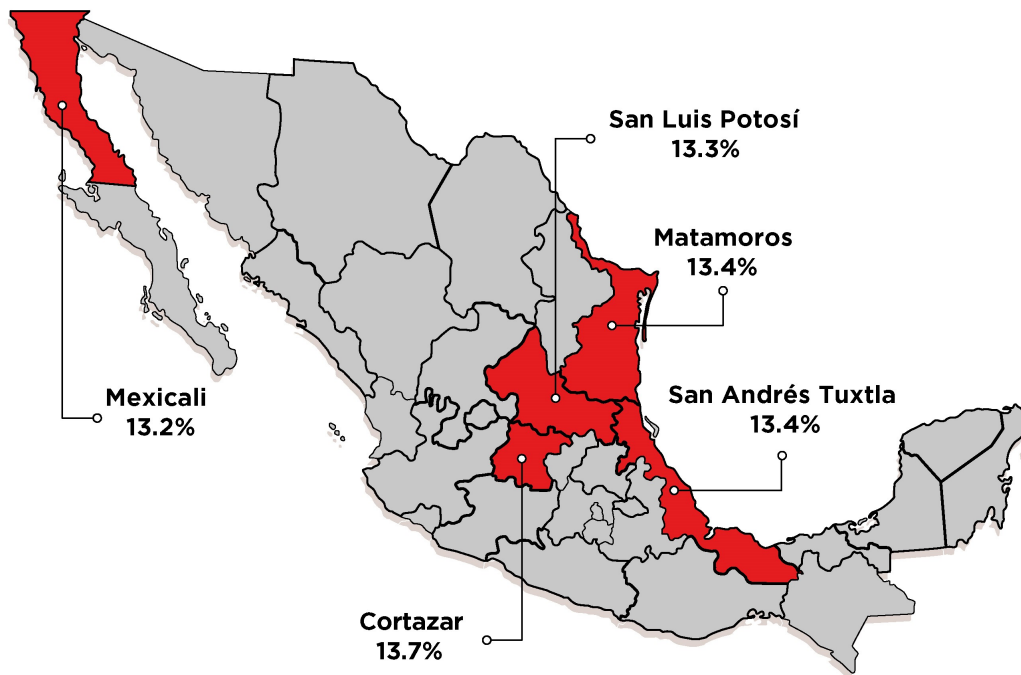 San Luis Potosí
13.3%
Matamoros
13.4%
Mexicali
13.2%
San Andrés Tuxtla
13.4%
Cortazar
13.7%